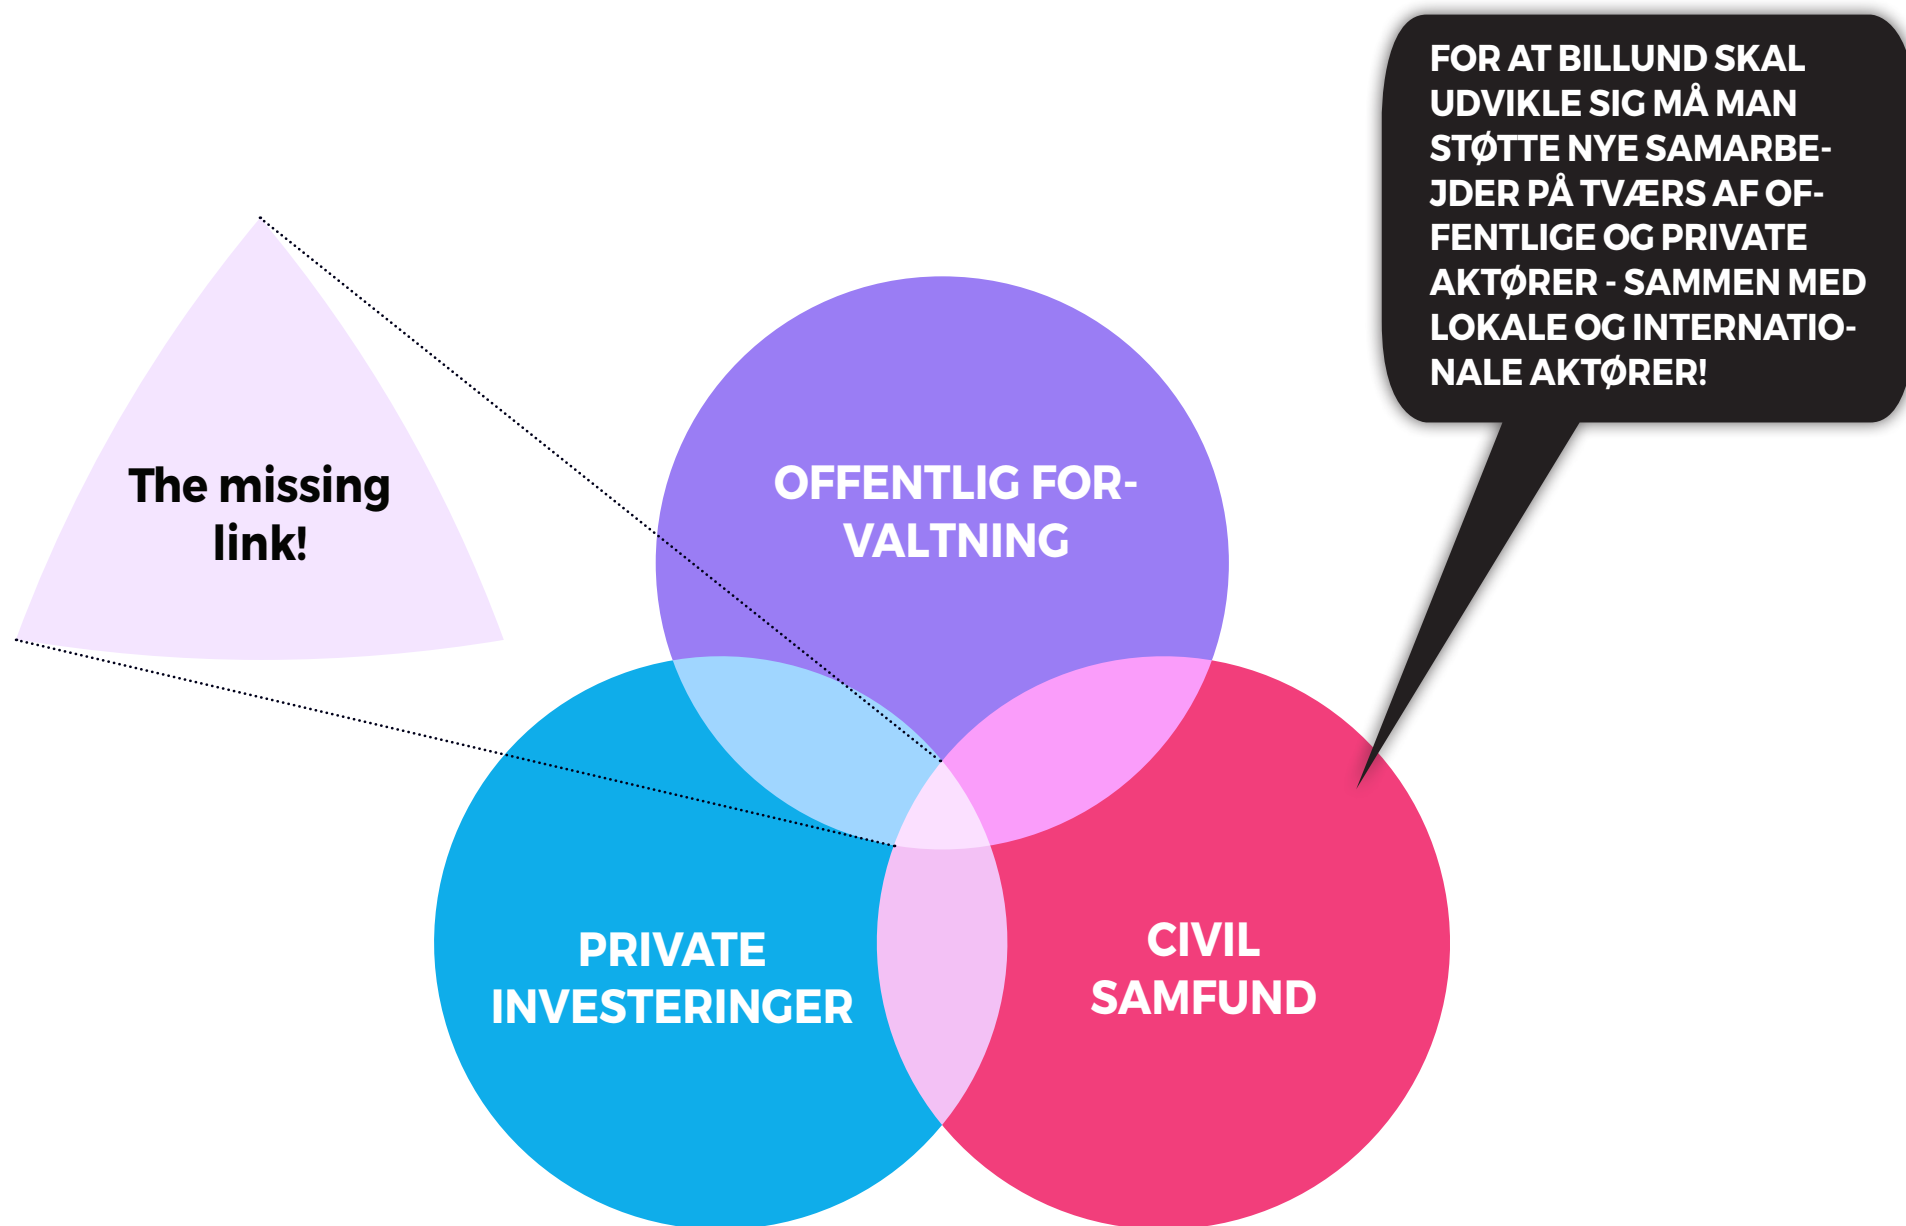 FOR AT BILLUND SKAL
UDVIKLE SIG MÅ MAN
STØTTE NYE SAMARBE-
JDER PÅ TVÆRS AF OF-
FENTLIGE OG PRIVATE
AKTØRER - SAMMEN MED
LOKALE OG INTERNATIO-
NALE AKTØRER!
The missing
link!
OFFENTLIG FOR-
VALTNING
PRIVATE
INVESTERINGER
CIVIL
SAMFUND